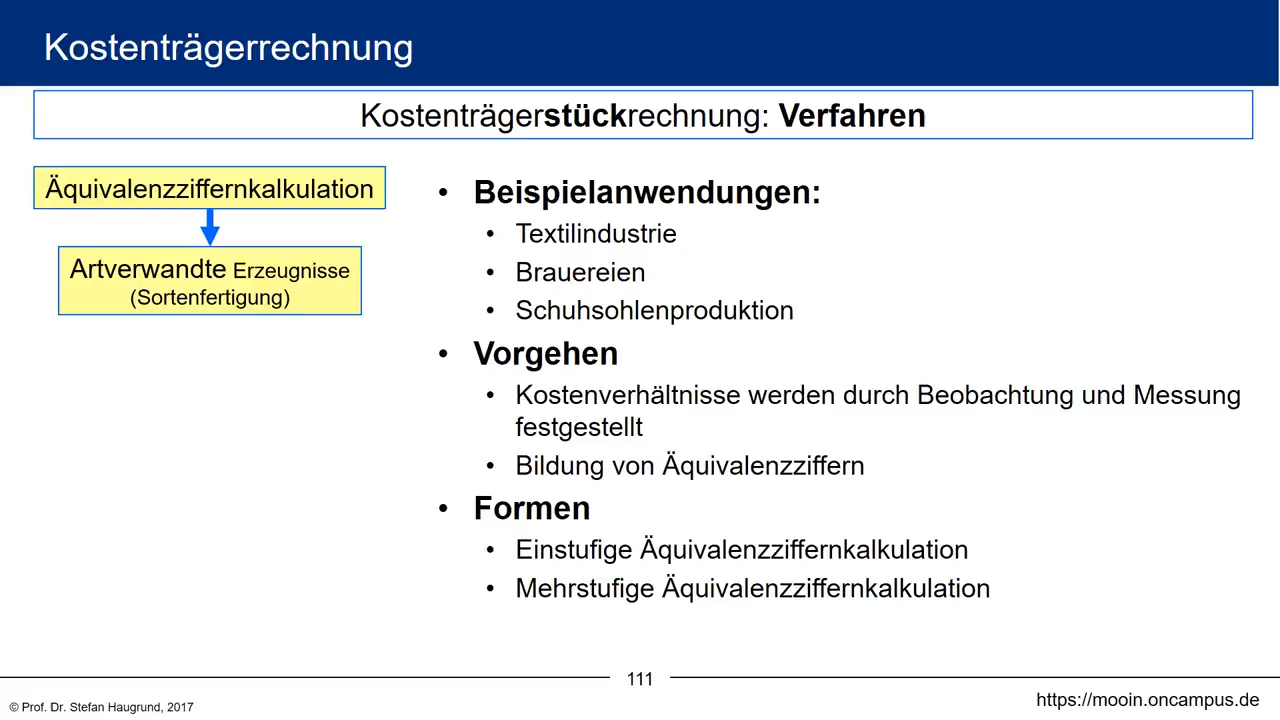 Kostenträgerrechnung
Kostenträgerstückrechnung: Verfahren
Äquivalenzziffernkalkulation
Artverwandte Erzeugnisse
(Sortenfertigung)
• Beispielanwendungen:
• Textilindustrie
• Brauereien
• Schuhsohlenproduktion
• Vorgehen
• Kostenverhältnisse werden durch Beobachtung und Messung
festgestellt
• Bildung von Äquivalenzziffern
• Formen
• Einstufige Äquivalenzziffernkalkulation
• Mehrstufige Äquivalenzziffernkalkulation
111
© Prof. Dr. Stefan Haugrund, 2017
https://mooin.oncampus.de